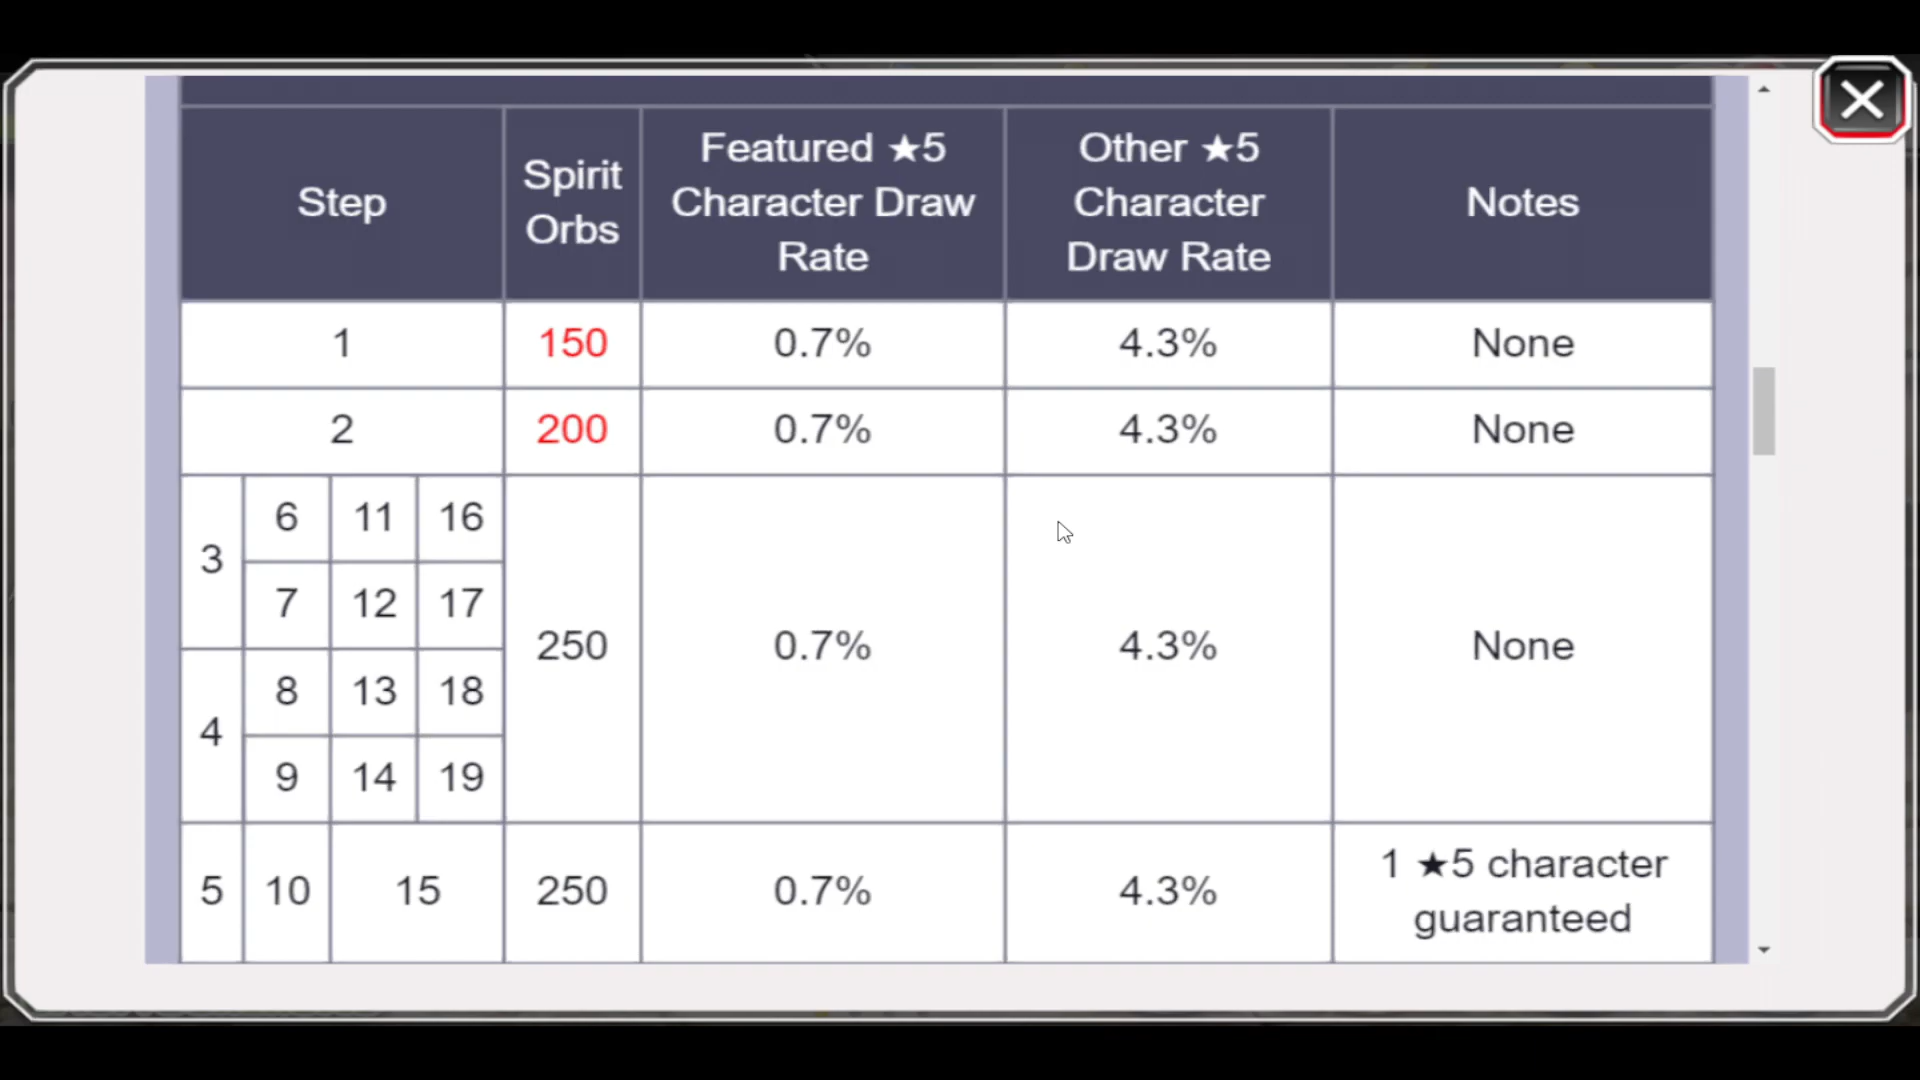 Step
Spirit
Orbs
Featured ★5
Character Draw
Rate
Other ★5
Character
Draw Rate
Notes
1
150
0.7%
4.3%
None
2
200
0.7%
4.3%
None
3
6
11
16
7
12
17
4
8
13
18
9
14
19
250
0.7%
4.3%
None
5
10
15
250
0.7%
4.3%
1 ★5 character
guaranteed